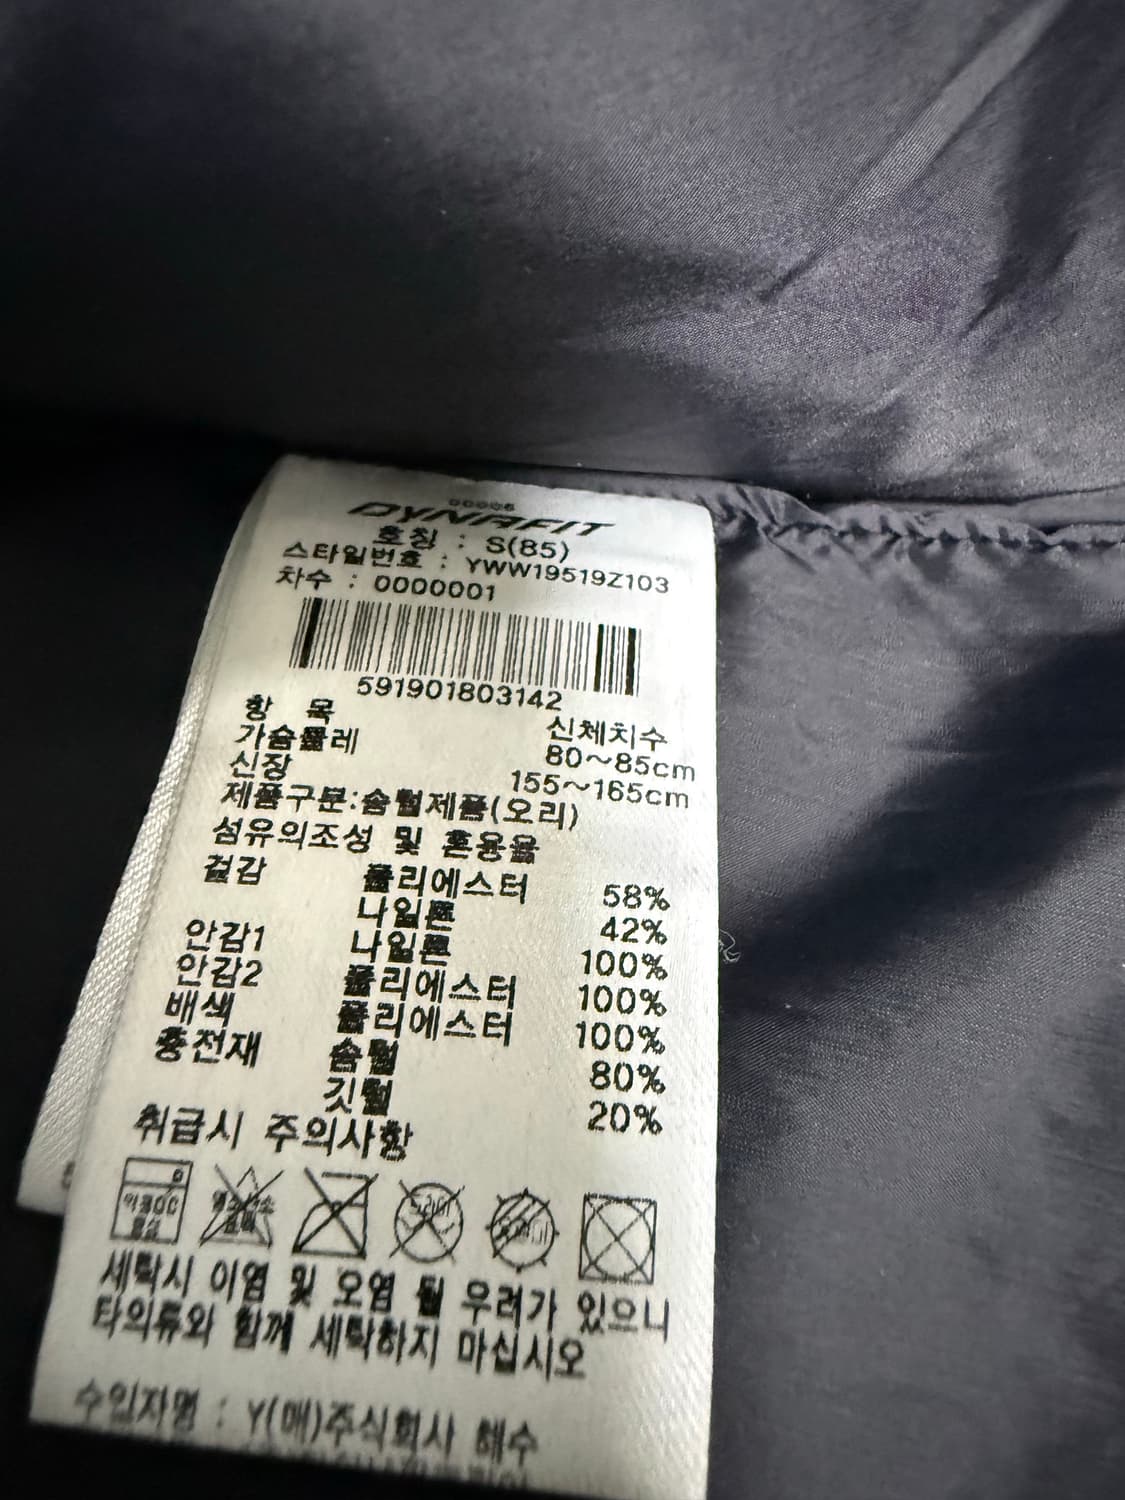 DYNAFIT
호칭 : S(85)
스타일번호 : YWW19519Z103
차수 : 0000001
591901803142
항 목 신체치수
가슴둘레 80~85cm
신장 155~165cm
제품구분:솜털제품(오리)
섬유의조성 및 혼용율
겉감 폴리에스터 58%
나일론 42%
안감1 나일론 100%
안감2 폴리에스터 100%
배색 폴리에스터 100%
충전재 솜털 80%
깃털 20%
취급시 주의사항
세탁시 이염 및 오염 될 우려가 있으니
타의류와 함께 세탁하지 마십시오
수입자명 : Y(매)주식회사 해수